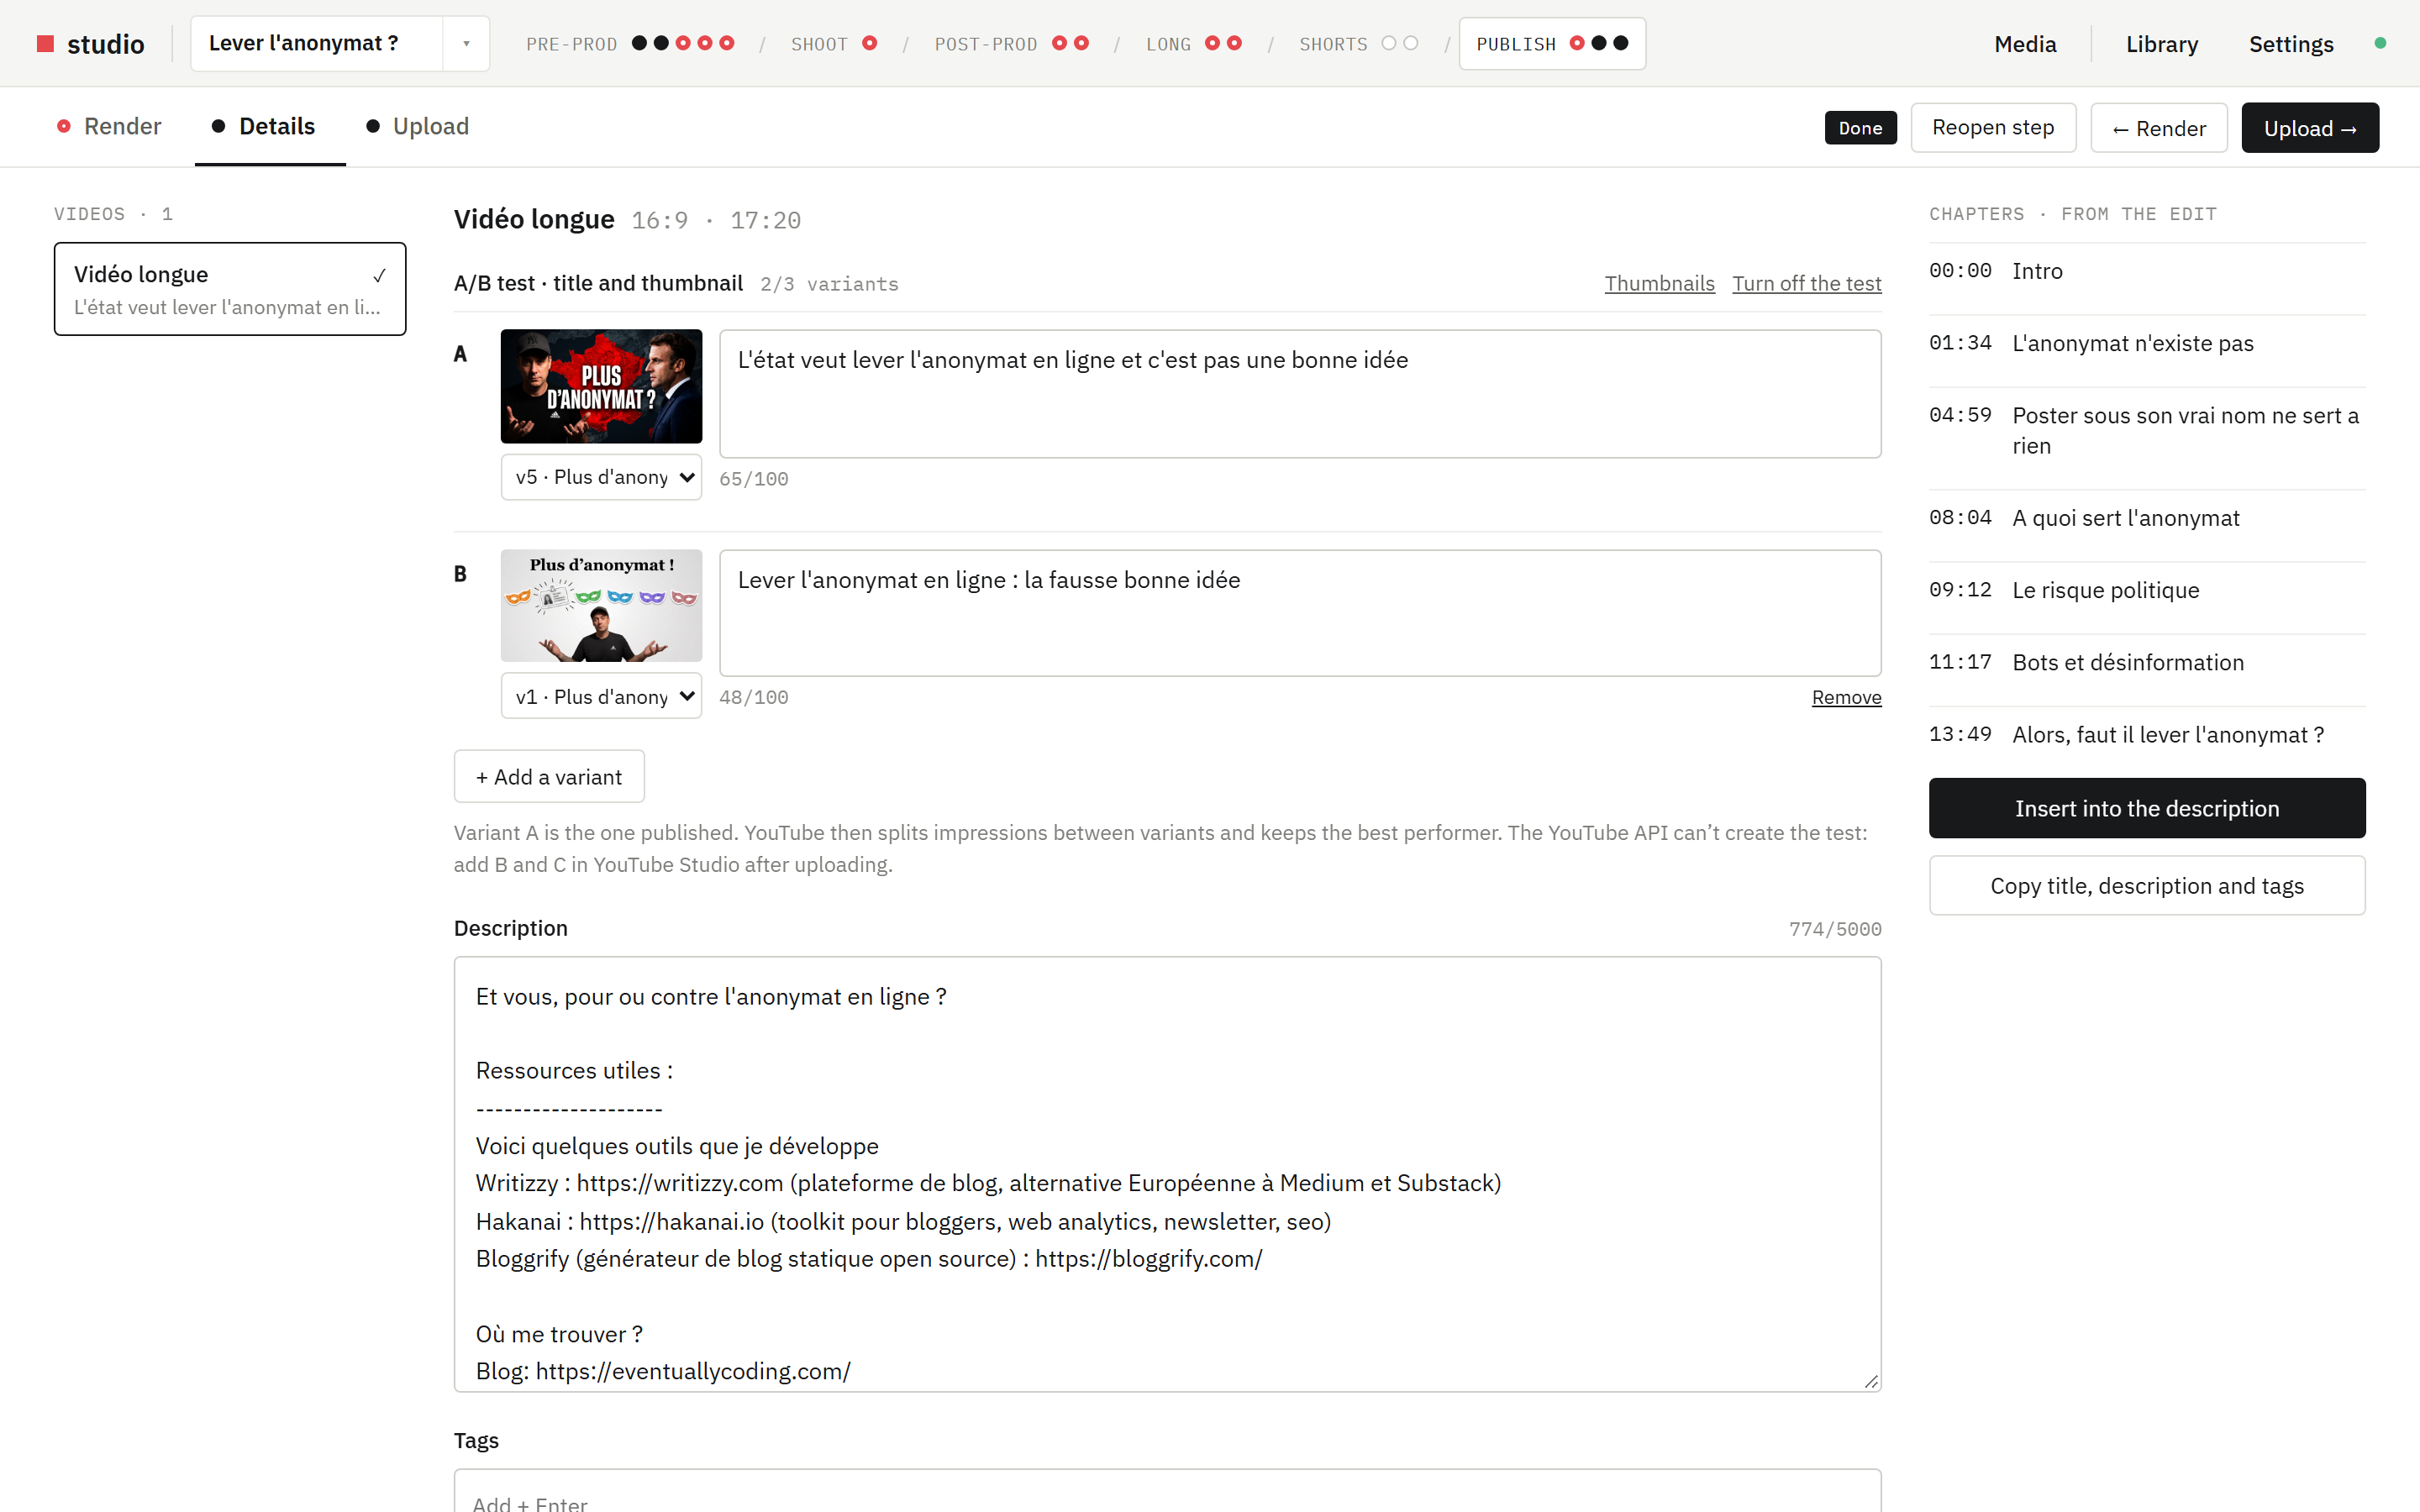 studio
Lever l'anonymat ?
PRE-PROD / SHOOT / POST-PROD / LONG / SHORTS / PUBLISH
Media
Library
Settings
Render
Details
Upload
Done
Reopen step
← Render
Upload →
VIDEOS · 1
Vidéo longue ✓
L'état veut lever l'anonymat en li...
Vidéo longue 16:9 · 17:20
A/B test · title and thumbnail 2/3 variants
Thumbnails
Turn off the test
A
PLUS
D'ANONYMAT ?
L'état veut lever l'anonymat en ligne et c'est pas une bonne idée
v5 · Plus d'anony
65/100
B
Plus d'anonymat !
Lever l'anonymat en ligne : la fausse bonne idée
v1 · Plus d'anony
48/100
Remove
+ Add a variant
Variant A is the one published. YouTube then splits impressions between variants and keeps the best performer. The YouTube API can't create the test:
add B and C in YouTube Studio after uploading.
Description
774/5000
Et vous, pour ou contre l'anonymat en ligne ?
Ressources utiles :
--------------------
Voici quelques outils que je développe
Writizzy : https://writizzy.com (plateforme de blog, alternative Européenne à Medium et Substack)
Hakanai : https://hakanai.io (toolkit pour bloggers, web analytics, newsletter, seo)
Bloggrify (générateur de blog statique open source) : https://bloggrify.com/
Où me trouver ?
Blog: https://eventuallycoding.com/
Tags
Add + Enter
CHAPTERS · FROM THE EDIT
00:00 Intro
01:34 L'anonymat n'existe pas
04:59 Poster sous son vrai nom ne sert a
rien
08:04 A quoi sert l'anonymat
09:12 Le risque politique
11:17 Bots et désinformation
13:49 Alors, faut il lever l'anonymat ?
Insert into the description
Copy title, description and tags